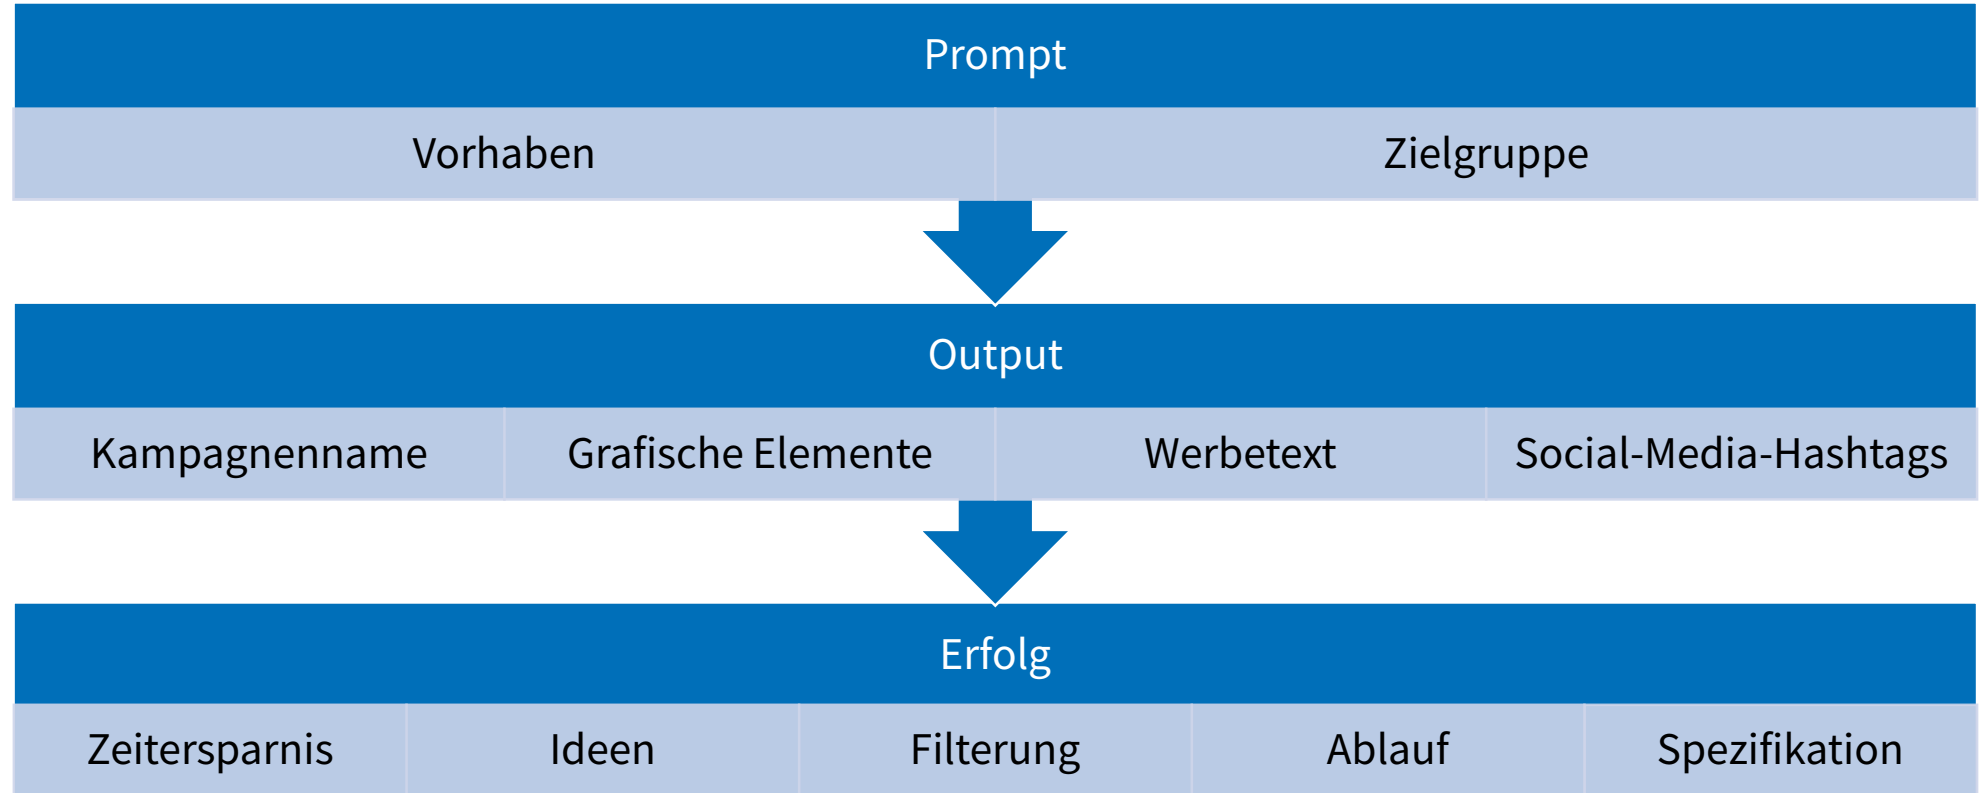 Prompt
Vorhaben
Zielgruppe
Output
Kampagnenname
Grafische Elemente
Werbetext
Social-Media-Hashtags
Erfolg
Zeitersparnis
Ideen
Filterung
Ablauf
Spezifikation